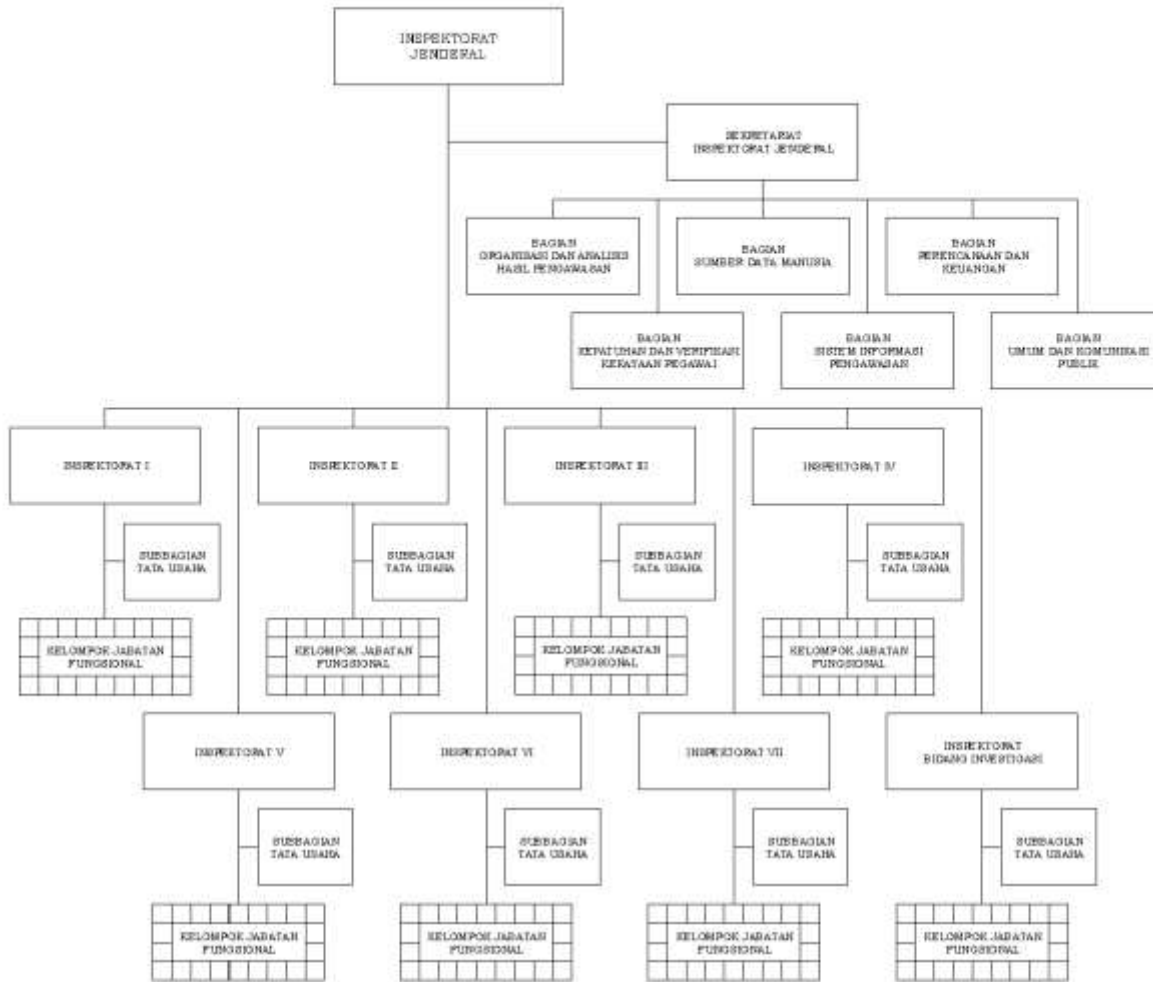 INSPEKTORAT
JENDERAL
SEKRETARIAT
INSPEKTORAT JENDERAL
BAGIAN
ORGANISASI DAN ANALISIS
HASIL PENGAWASAN
BAGIAN
SUMBER DATA MANUSIA
BAGIAN
PERENCANAAN DAN
KEUANGAN
BAGIAN
KEPATUHAN DAN VERIFIKASI
KEKAYAAN PEGAWAI
BAGIAN
SISTEM INFORMASI
PENGAWASAN
BAGIAN
UMUM DAN KOMUNIKASI
PUBLIK
INSPEKTORAT I
INSPEKTORAT II
INSPEKTORAT III
INSPEKTORAT IV
SUBBAGIAN
TATA USAHA
SUBBAGIAN
TATA USAHA
SUBBAGIAN
TATA USAHA
SUBBAGIAN
TATA USAHA
KELOMPOK JABATAN
FUNGSIONAL
KELOMPOK JABATAN
FUNGSIONAL
KELOMPOK JABATAN
FUNGSIONAL
KELOMPOK JABATAN
FUNGSIONAL
INSPEKTORAT V
INSPEKTORAT VI
INSPEKTORAT VII
INSPEKTORAT
BIDANG INVESTIGASI
SUBBAGIAN
TATA USAHA
SUBBAGIAN
TATA USAHA
SUBBAGIAN
TATA USAHA
SUBBAGIAN
TATA USAHA
KELOMPOK JABATAN
FUNGSIONAL
KELOMPOK JABATAN
FUNGSIONAL
KELOMPOK JABATAN
FUNGSIONAL
KELOMPOK JABATAN
FUNGSIONAL